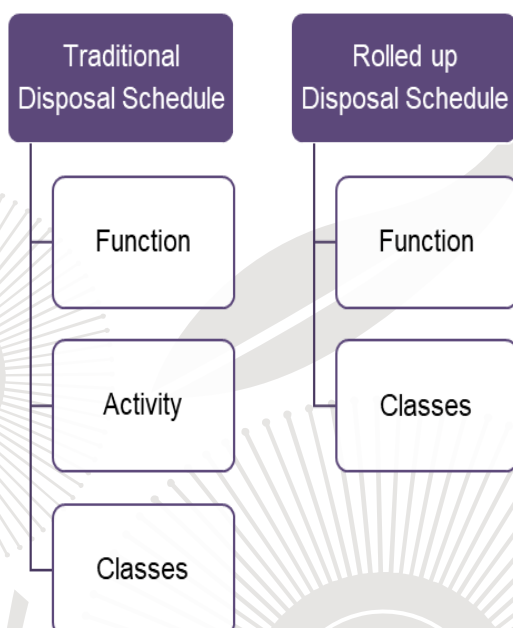 Traditional
Disposal Schedule
Function
Activity
Classes
Rolled up
Disposal Schedule
Function
Classes